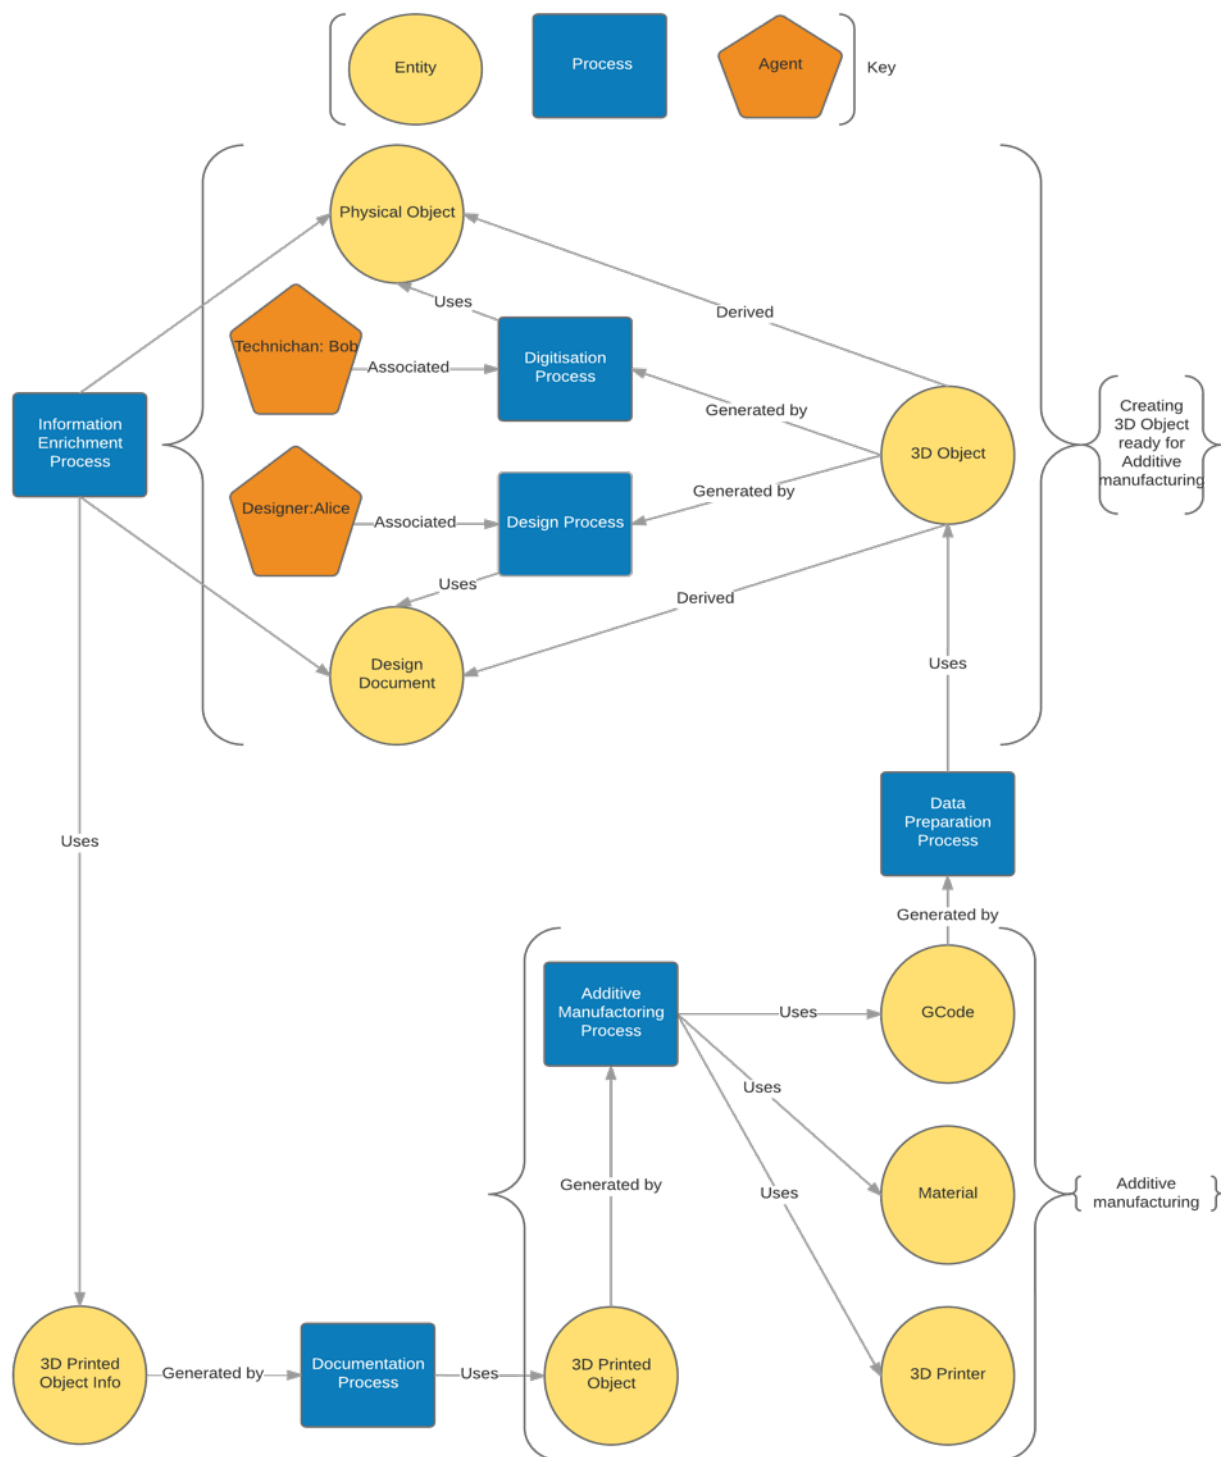 Entity
Process
Agent
Key
Physical Object
Uses
Derived
Technichan: Bob
Associated
Digitisation
Process
Generated by
Information
Enrichment
Process
3D Object
Creating
3D Object
ready for
Additive
manufacturing
Generated by
Designer:Alice
Associated
Design Process
Uses
Derived
Design
Document
Uses
Data
Preparation
Process
Uses
Generated by
Additive
Manufactoring
Process
Uses
GCode
Uses
Generated by
Uses
Material
Additive
manufacturing
3D Printed
Object Info
Generated by
Documentation
Process
Uses
3D Printed
Object
3D Printer